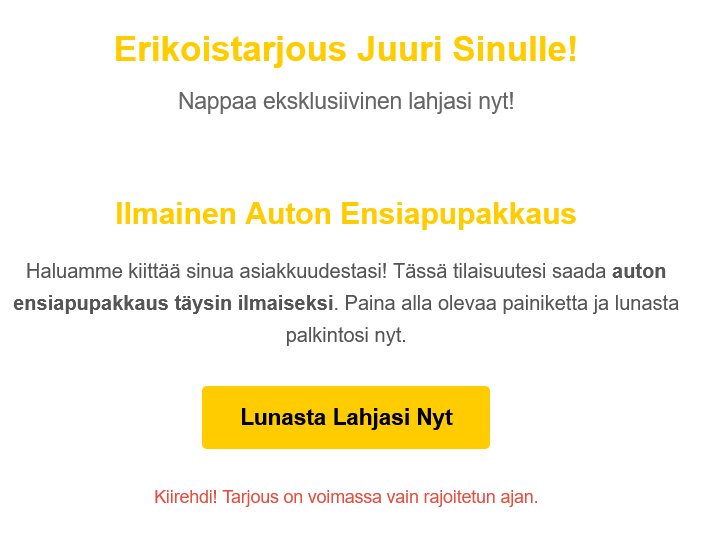 Erikoistarjous Juuri Sinulle!
Nappaa eksklusiivinen lahjasi nyt!
Ilmainen Auton Ensiapupakkaus
Haluamme kiittää sinua asiakkuudestasi! Tässä tilaisuutesi saada auton
ensiapupakkaus täysin ilmaiseksi. Paina alla olevaa painiketta ja lunasta
palkintosi nyt.
Lunasta Lahjasi Nyt
Kiirehdi! Tarjous on voimassa vain rajoitetun ajan.